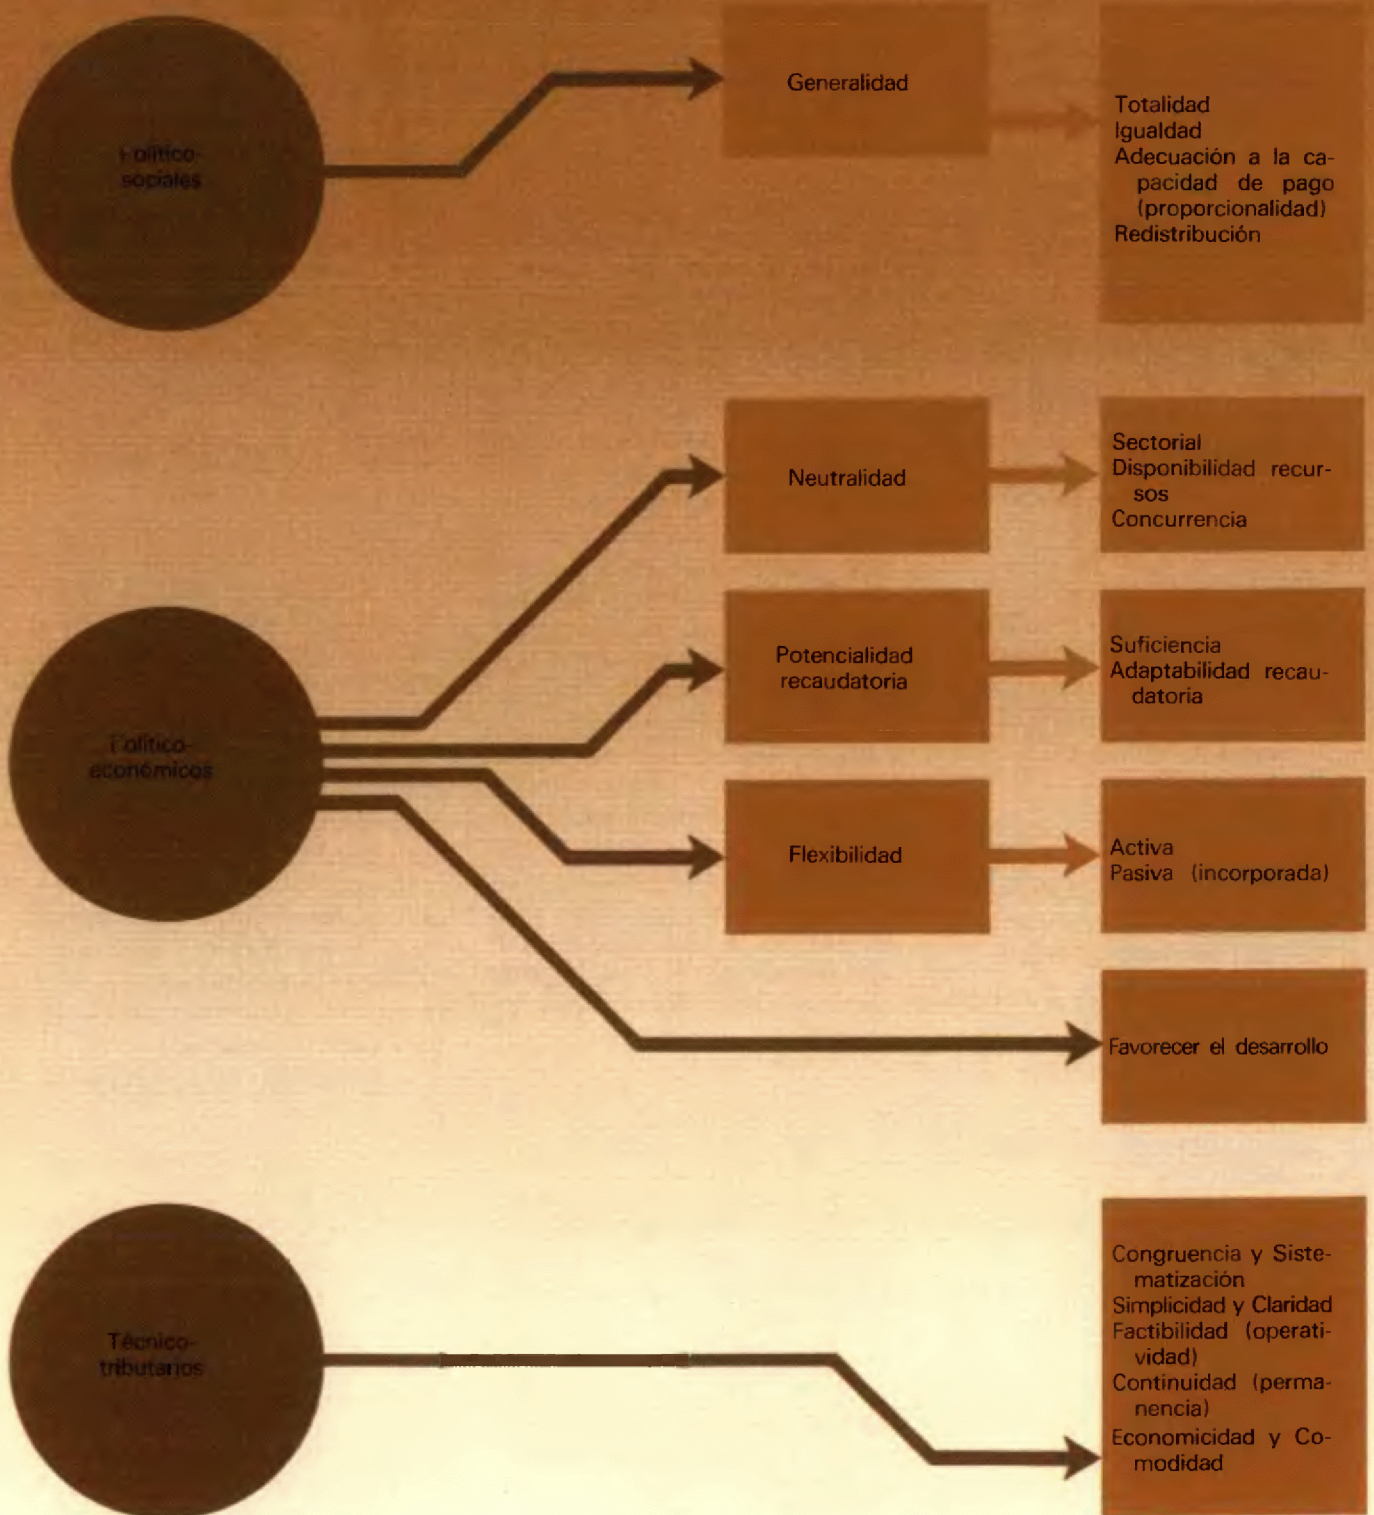 Político-
sociales
Generalidad
Totalidad
Igualdad
Adecuación a la ca-
pacidad de pago
(proporcionalidad)
Redistribución
Político-
económicos
Neutralidad
Sectorial
Disponibilidad recur-
sos
Concurrencia
Potencialidad
recaudatoria
Suficiencia
Adaptabilidad recau-
datoria
Flexibilidad
Activa
Pasiva (incorporada)
Favorecer el desarrollo
Técnico-
tributarios
Congruencia y Siste-
matización
Simplicidad y Claridad
Factibilidad (operati-
vidad)
Continuidad (perma-
nencia)
Economicidad y Co-
modidad